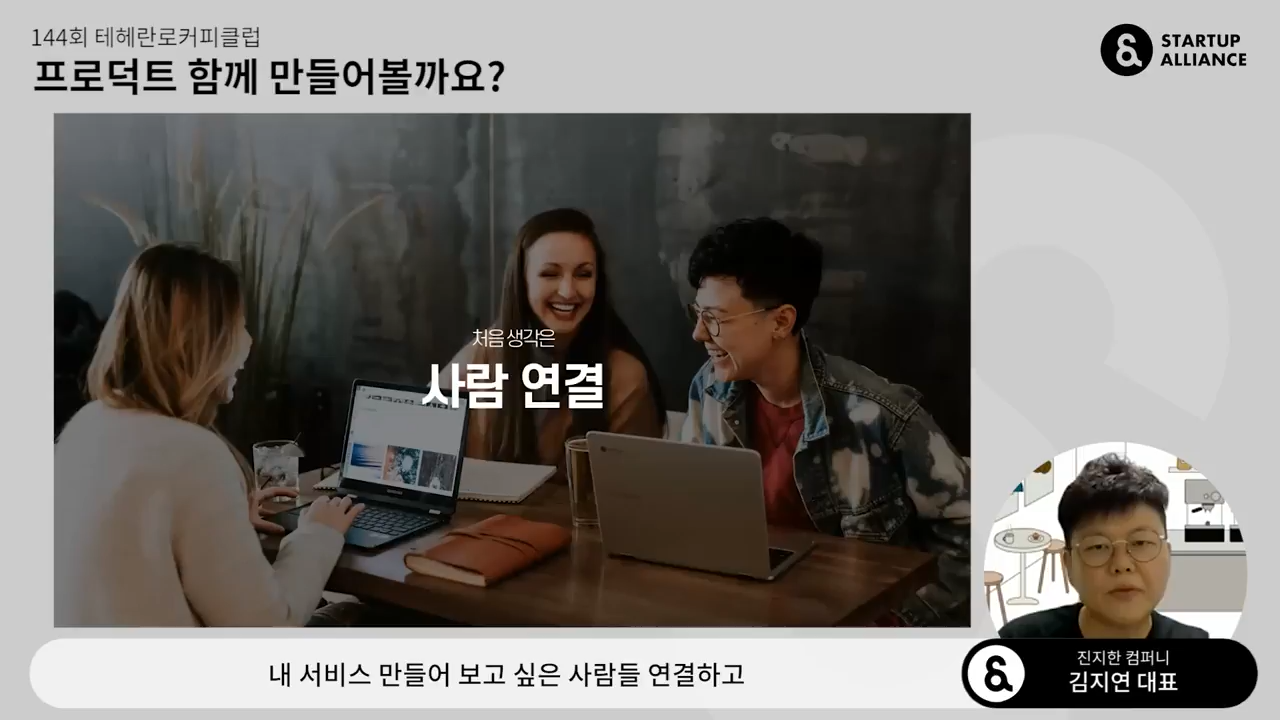 144회 테헤란로커피클럽
프로덕트 함께 만들어볼까요?
STARTUP
ALLIANCE
처음 생각은
사람 연결
내 서비스 만들어 보고 싶은 사람들 연결하고
진지한 컴퍼니
김지연 대표